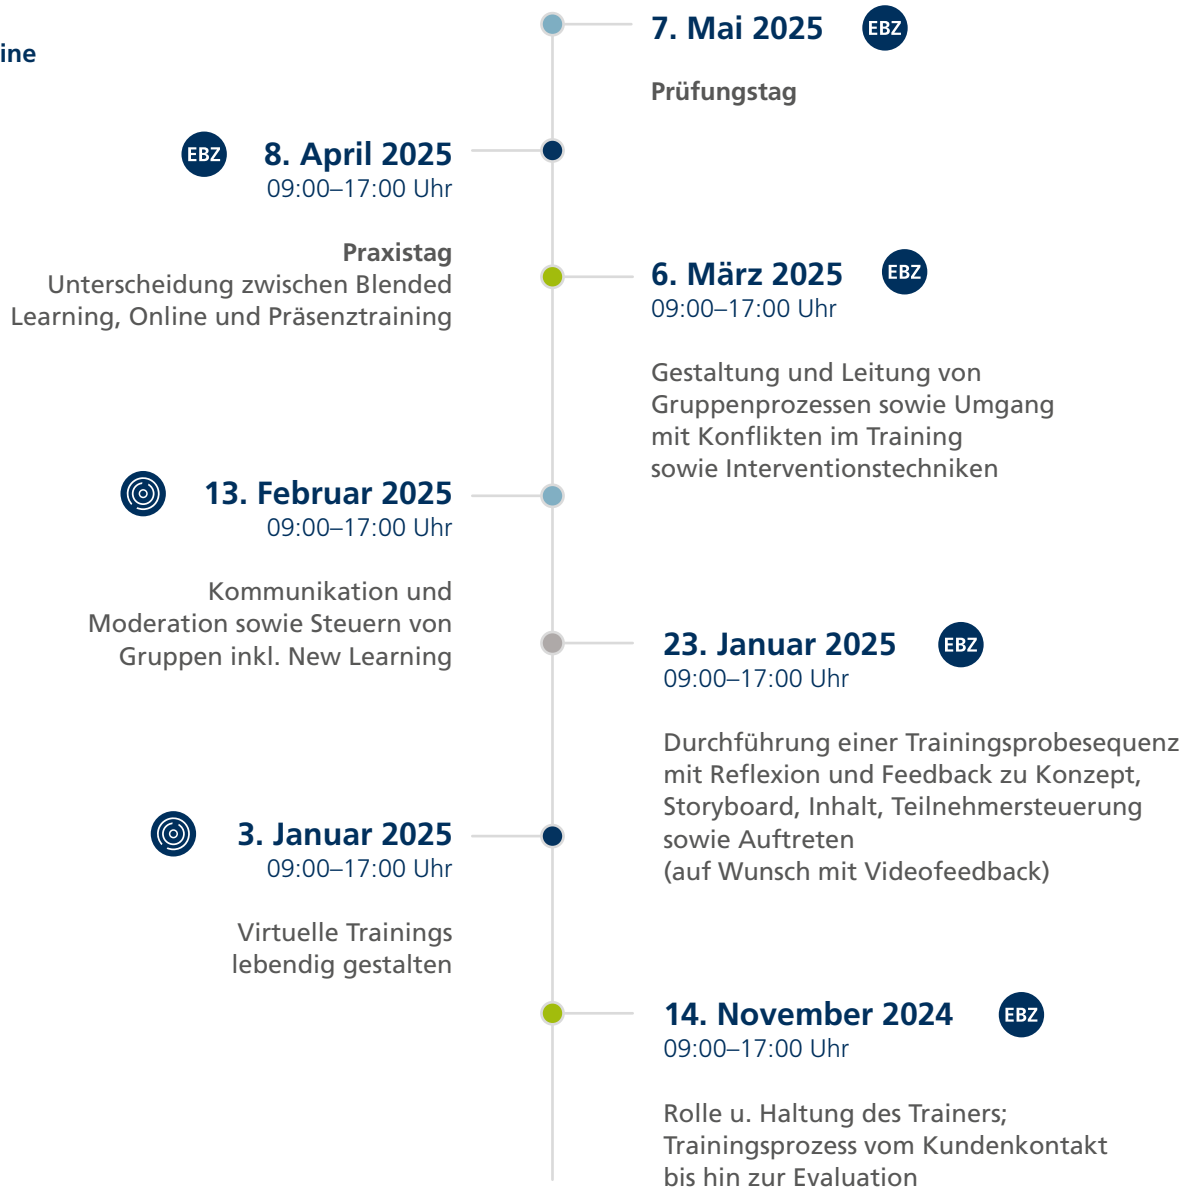 ine
7. Mai 2025
EBZ
Prüfungstag
EBZ
8. April 2025
09:00–17:00 Uhr
Praxistag
Unterscheidung zwischen Blended
Learning, Online und Präsenztraining
6. März 2025
EBZ
09:00–17:00 Uhr
Gestaltung und Leitung von
Gruppenprozessen sowie Umgang
mit Konflikten im Training
sowie Interventionstechniken
13. Februar 2025
09:00–17:00 Uhr
Kommunikation und
Moderation sowie Steuern von
Gruppen inkl. New Learning
23. Januar 2025
EBZ
09:00–17:00 Uhr
Durchführung einer Trainingsprobesequenz
mit Reflexion und Feedback zu Konzept,
Storyboard, Inhalt, Teilnehmersteuerung
sowie Auftreten
(auf Wunsch mit Videofeedback)
3. Januar 2025
09:00–17:00 Uhr
Virtuelle Trainings
lebendig gestalten
14. November 2024
EBZ
09:00–17:00 Uhr
Rolle u. Haltung des Trainers;
Trainingsprozess vom Kundenkontakt
bis hin zur Evaluation